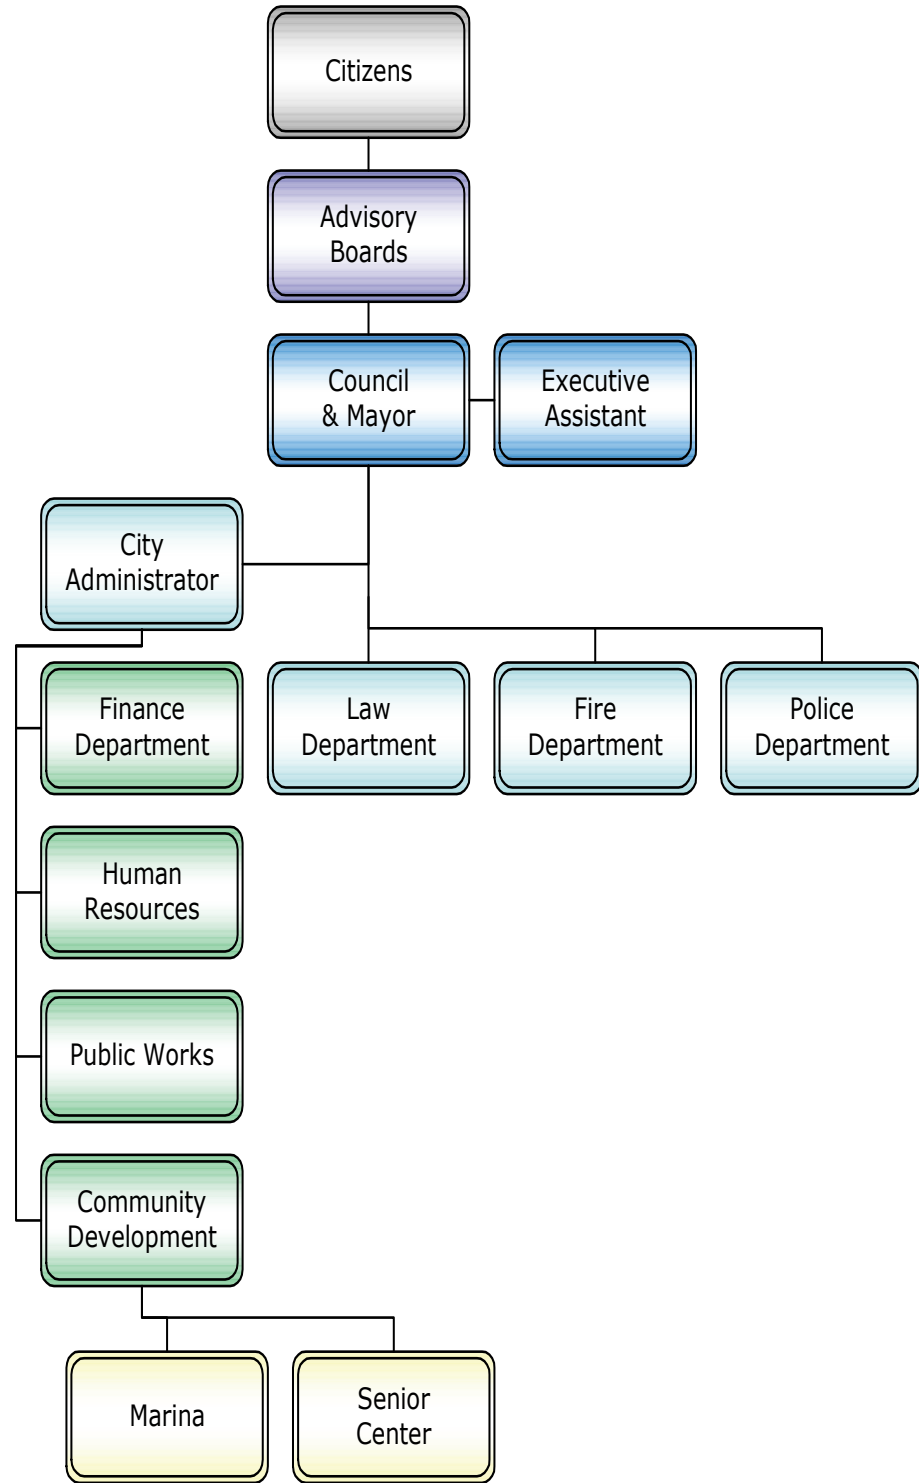 Citizens
Advisory
Boards
Council
& Mayor
Executive
Assistant
City
Administrator
Finance
Department
Law
Department
Fire
Department
Police
Department
Human
Resources
Public Works
Community
Development
Marina
Senior
Center